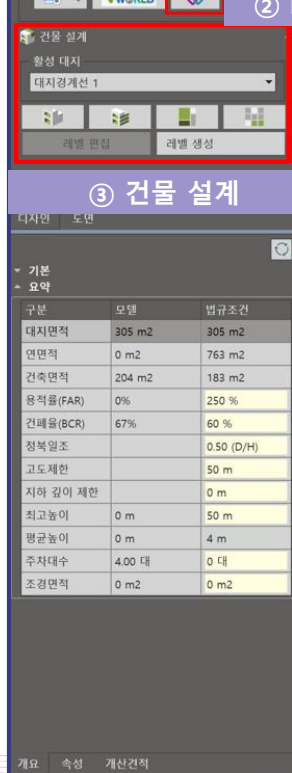 WORLD
②
건물 설계
활성 대지
대지경계선 1
레벨 편집 레벨 생성
③ 건물 설계
디자인 도면
기본
요약
구분 모델 법규조건
대지면적 305 m2 305 m2
연면적 0 m2 763 m2
건축면적 204 m2 183 m2
용적률(FAR) 0% 250 %
건폐율(BCR) 67% 60 %
정북일조 0.50 (D/H)
고도제한 50 m
지하 깊이 제한 0 m
최고높이 0 m 50 m
평균높이 0 m 4 m
주차대수 4.00 대 0 대
조경면적 0 m2 0 m2
개요 속성 개산견적